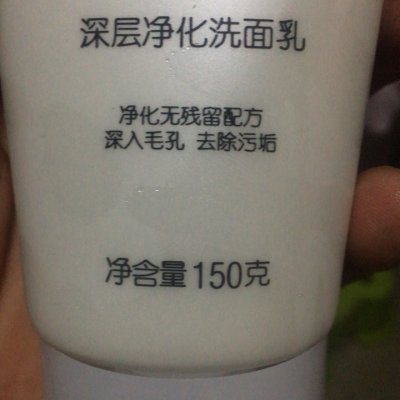 深层净化洗面乳
净化无残留配方
深入毛孔 去除污垢
净含量150克